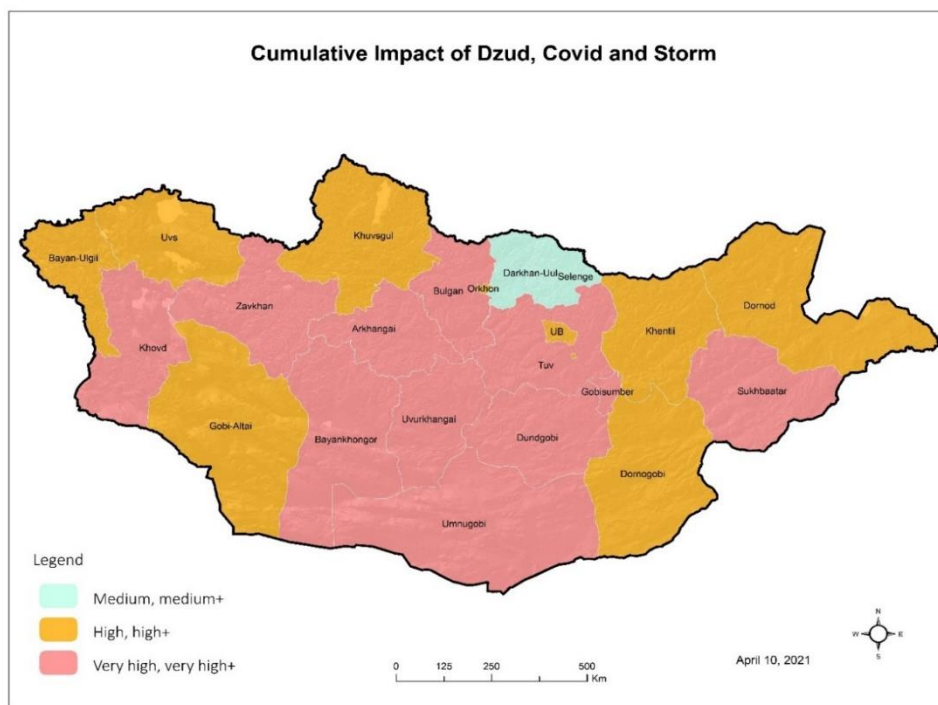 Cumulative Impact of Dzud, Covid and Storm
Uvs
Khuvsgul
Bayan-Ulgii
Darkhan-Uul
Selenge
Orkhon
Bulgan
Zavkhan
Dornod
Arkhangai
UB
Khentii
Khovd
Tuv
Gobisumber
Sukhbaatar
Gobi-Altai
Bayankhongor
Uvurkhangai
Dundgobi
Dornogobi
Umnugobi
Legend
Medium, medium+
High, high+
Very high, very high+
0 125 250 500
Km
N
W E
S
April 10, 2021